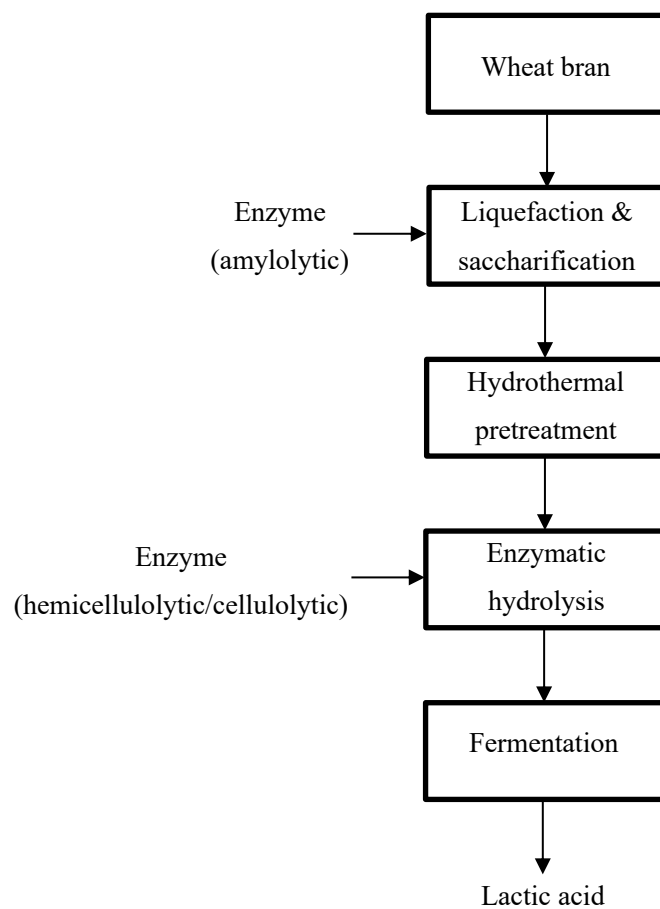 Wheat bran
Enzyme
(amylolytic)
Liquefaction &
saccharification
Hydrothermal
pretreatment
Enzyme
(hemicellulolytic/cellulolytic)
Enzymatic
hydrolysis
Fermentation
Lactic acid